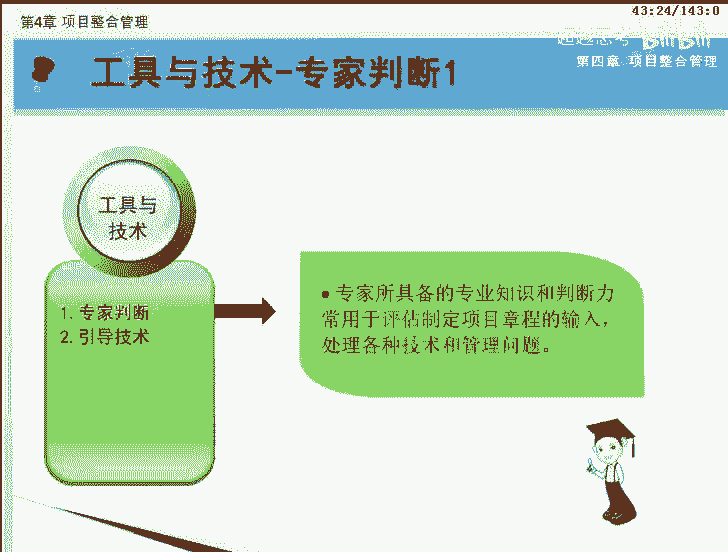 43:24/143:0
第4章 项目整合管理
bilibili
第四章 项目整合管理
工具与技术-专家判断1
工具与
技术
1. 专家判断
2. 引导技术
• 专家所具备的专业知识和判断力
常用于评估制定项目章程的输入，
处理各种技术和管理问题。